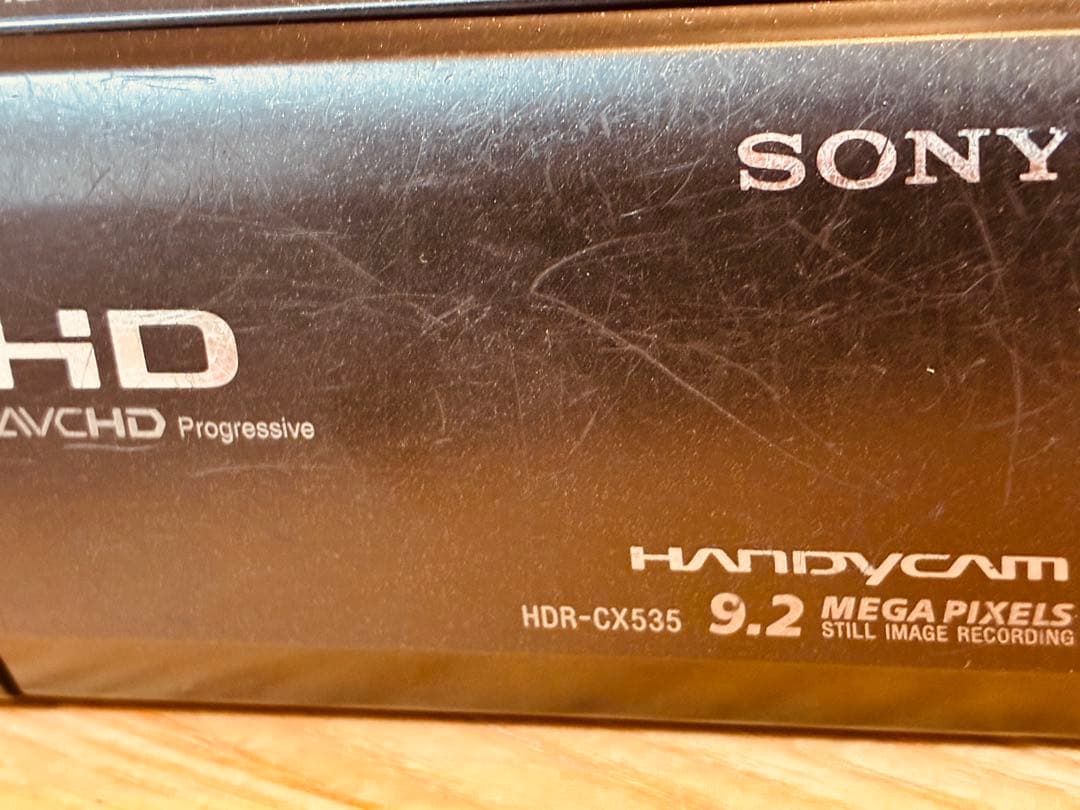 SONY
HD
AVCHD Progressive
HANDYCAM
HDR-CX535 9.2 MEGA PIXELS
STILL IMAGE RECORDING